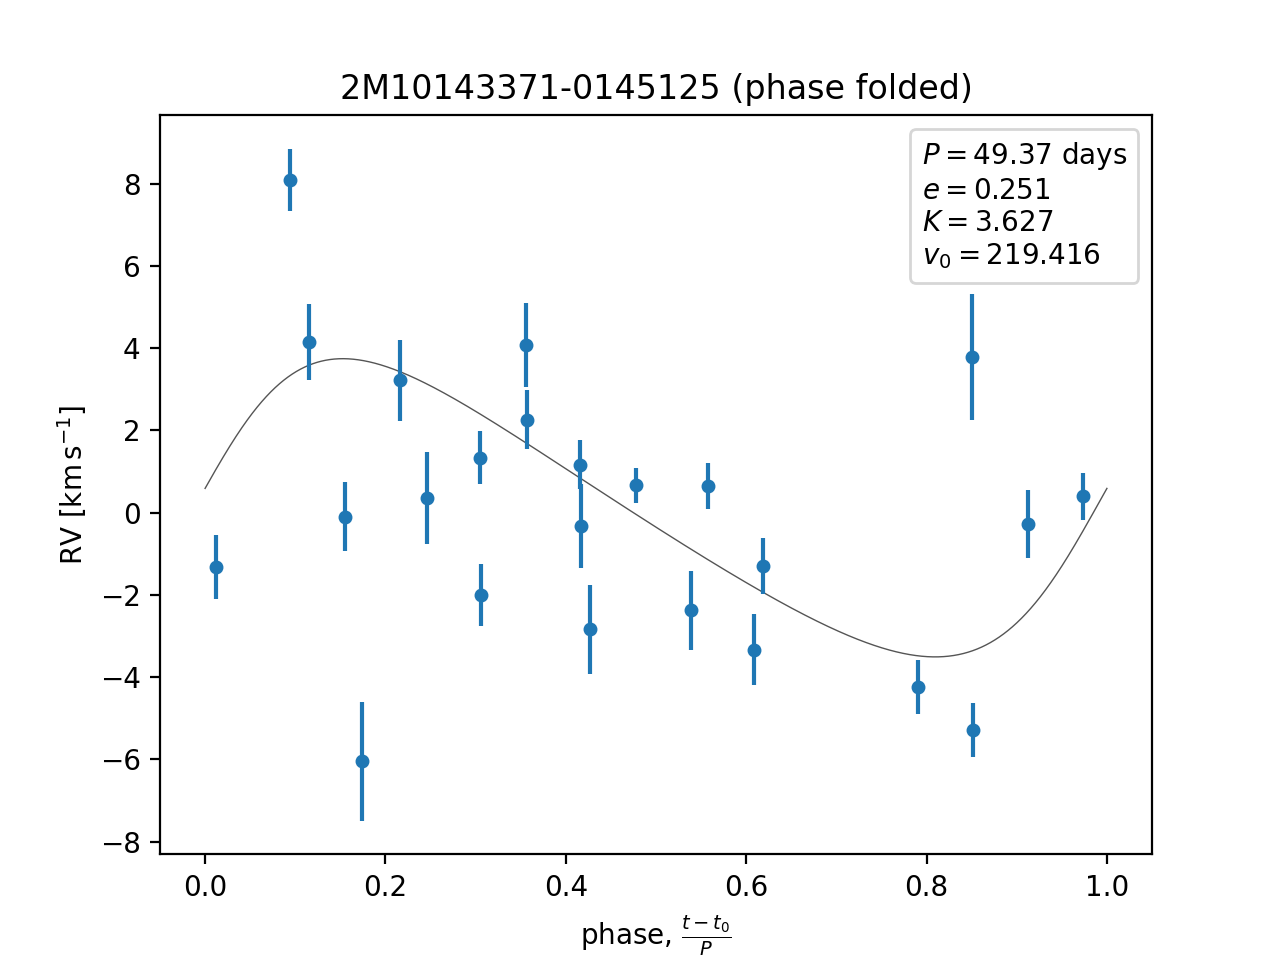 2M10143371-0145125 (phase folded)
P = 49.37 days
e = 0.251
K = 3.627
v₀ = 219.416
8
6
4
2
0
−2
−4
−6
−8
RV [km s⁻¹]
0.0 0.2 0.4 0.6 0.8 1.0
phase, (t − t₀)/P